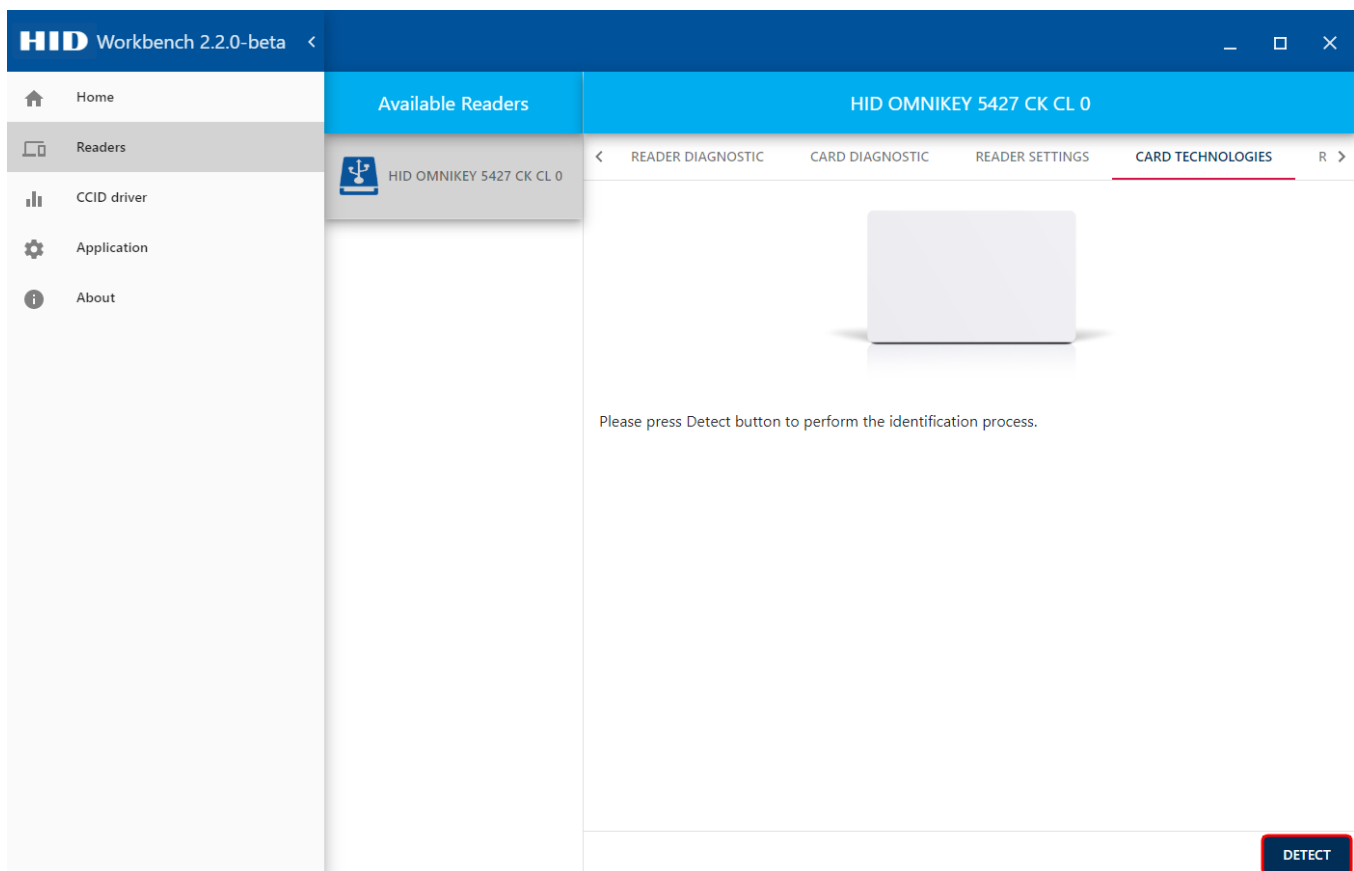 HID Workbench 2.2.0-beta
Home
Readers
CCID driver
Application
About
Available Readers
HID OMNIKEY 5427 CK CL 0
HID OMNIKEY 5427 CK CL 0
READER DIAGNOSTIC CARD DIAGNOSTIC READER SETTINGS CARD TECHNOLOGIES R
Please press Detect button to perform the identification process.
DETECT